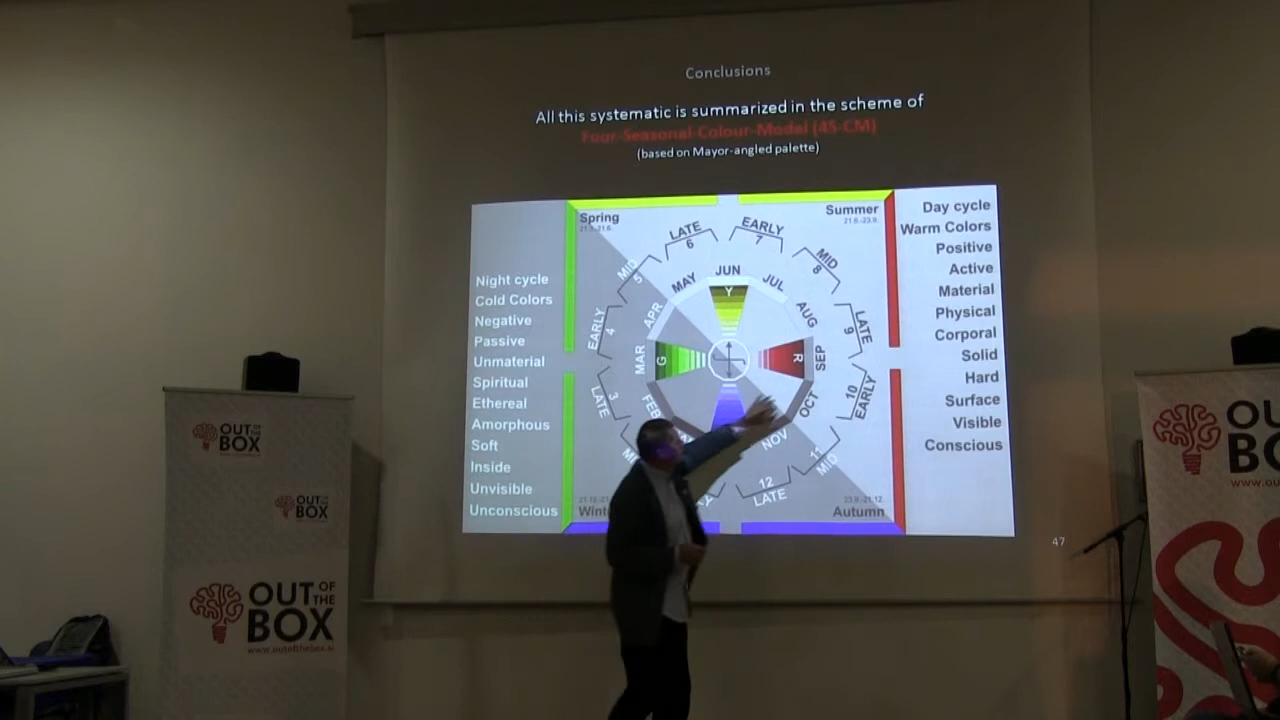 Conclusions
All this systematic is summarized in the scheme of
Four-Seasonal-Colour-Model (4S-CM)
(based on Mayor-angled palette)
Night cycle
Cold Colors
Negative
Passive
Unmaterial
Spiritual
Ethereal
Amorphous
Soft
Inside
Unvisible
Unconscious
Spring
Summer
LATE
6
EARLY
7
MID
5
MID
8
EARLY
4
LATE
9
LATE
3
10
EARLY
11
MID
12
LATE
JUN
MAY
JUL
APR
AUG
MAR
SEP
OCT
NOV
Y
G
R
Autumn
23.9.-21.12.
Day cycle
Warm Colors
Positive
Active
Material
Physical
Corporal
Solid
Hard
Surface
Visible
Conscious
47
OUT OF THE BOX
OUT OF THE BOX
OUT OF THE BOX
www.outofthebox.si